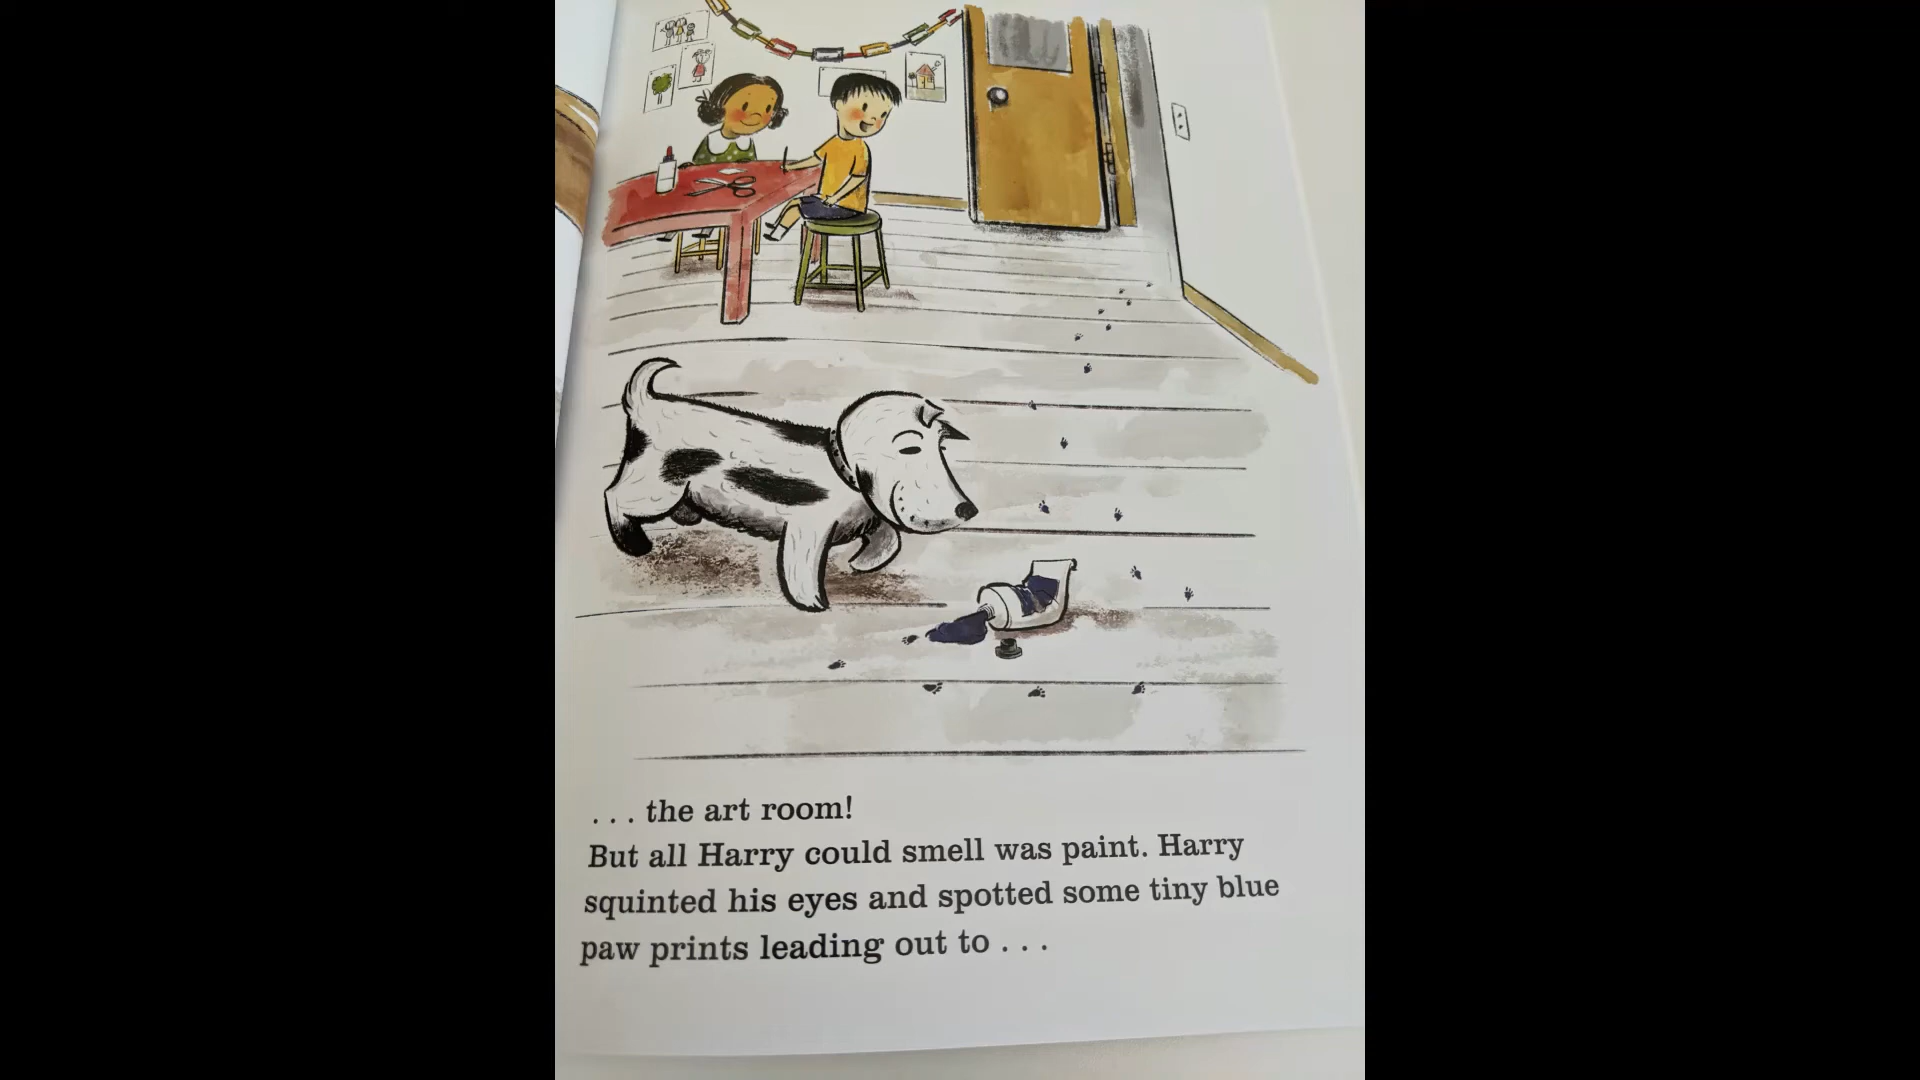 . . . the art room!
But all Harry could smell was paint. Harry
squinted his eyes and spotted some tiny blue
paw prints leading out to . . .